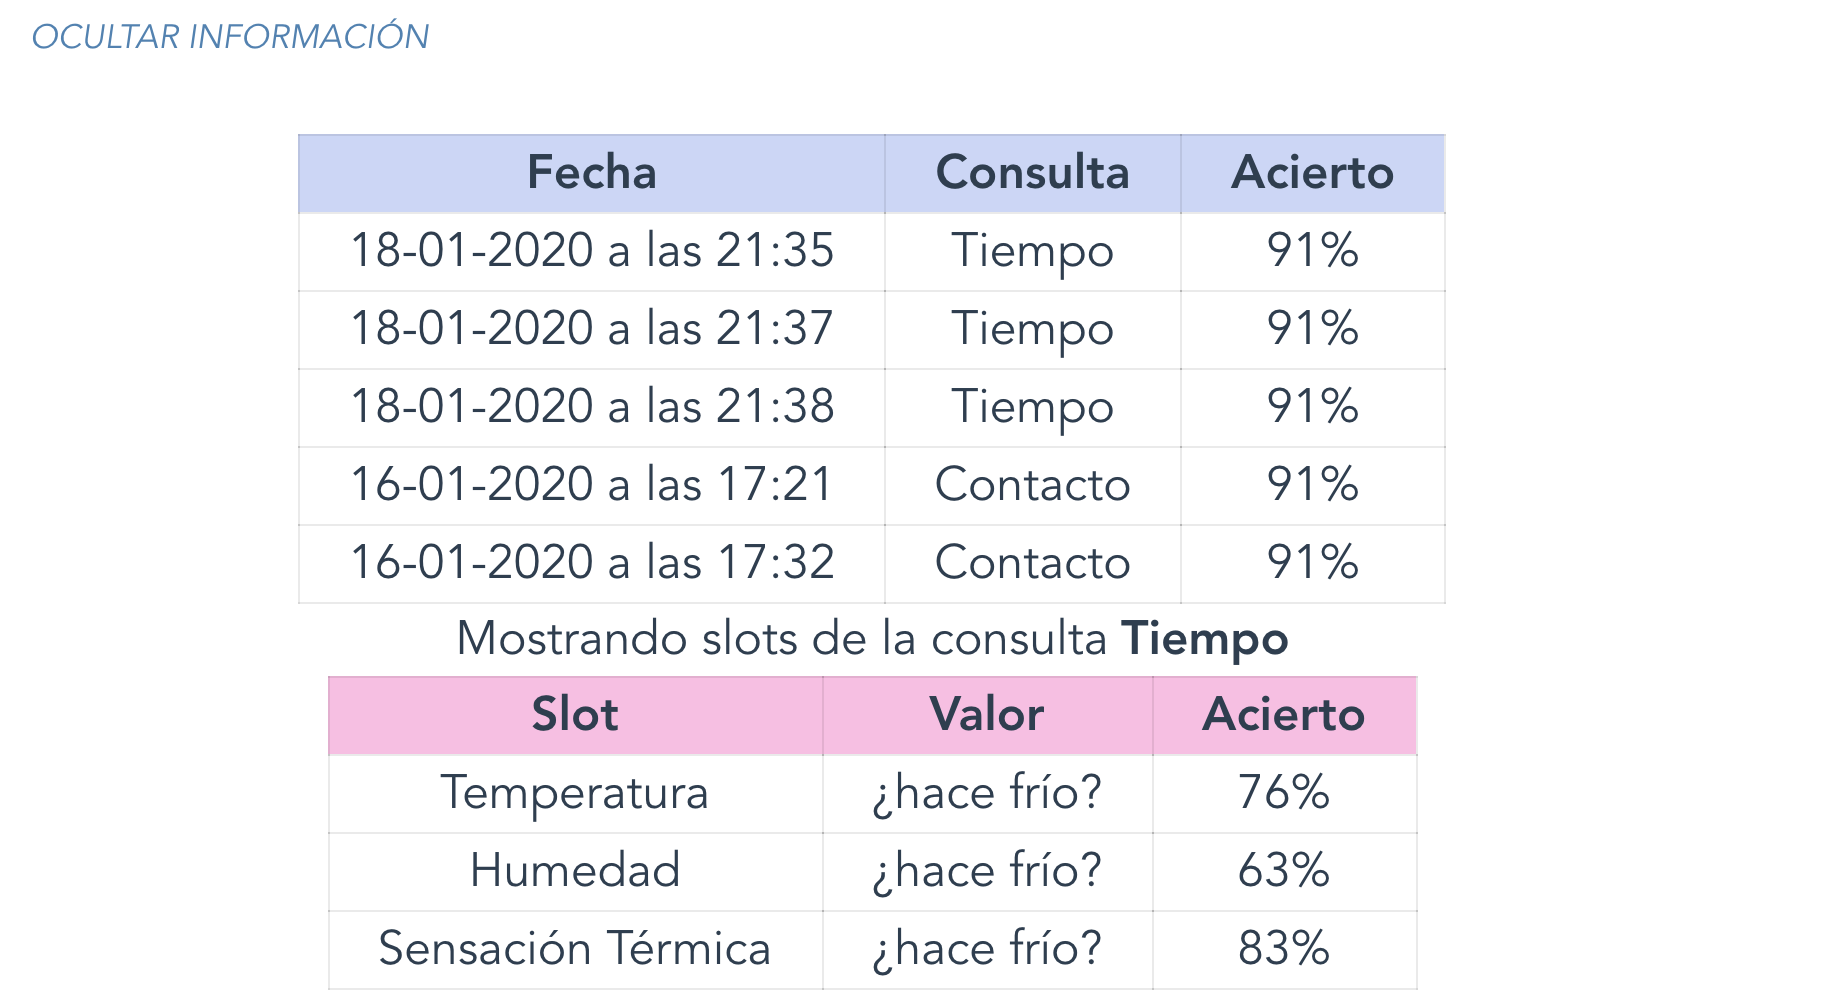 OCULTAR INFORMACIÓN
Fecha Consulta Acierto
18-01-2020 a las 21:35 Tiempo 91%
18-01-2020 a las 21:37 Tiempo 91%
18-01-2020 a las 21:38 Tiempo 91%
16-01-2020 a las 17:21 Contacto 91%
16-01-2020 a las 17:32 Contacto 91%
Mostrando slots de la consulta Tiempo
Slot Valor Acierto
Temperatura ¿hace frío? 76%
Humedad ¿hace frío? 63%
Sensación Térmica ¿hace frío? 83%